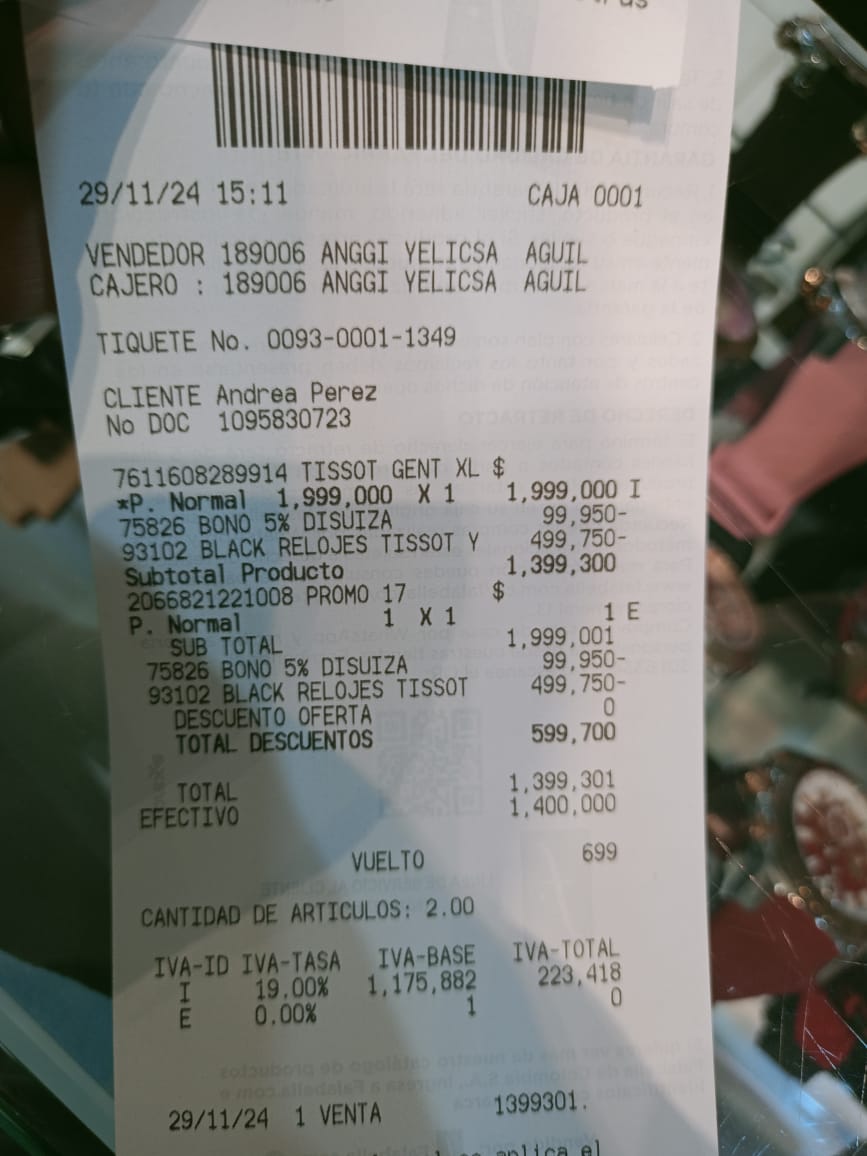 29/11/24 15:11 CAJA 0001
VENDEDOR 189006 ANGGI YELICSA AGUIL
CAJERO : 189006 ANGGI YELICSA AGUIL
TIQUETE No. 0093-0001-1349
CLIENTE Andrea Perez
No DOC 1095830723
7611608289914 TISSOT GENT XL $
*P. Normal 1,999,000 X 1 1,999,000 I
75826 BONO 5% DISUIZA 99,950-
93102 BLACK RELOJES TISSOT Y 499,750-
Subtotal Producto 1,399,300
2066821221008 PROMO 17 $
P. Normal 1 X 1 1 E
SUB TOTAL 1,999,001
75826 BONO 5% DISUIZA 99,950-
93102 BLACK RELOJES TISSOT 499,750-
DESCUENTO OFERTA 0
TOTAL DESCUENTOS 599,700
TOTAL 1,399,301
EFECTIVO 1,400,000
VUELTO 699
CANTIDAD DE ARTICULOS: 2.00
IVA-ID IVA-TASA IVA-BASE IVA-TOTAL
I 19.00% 1,175,882 223,418
E 0.00% 1 0
29/11/24 1 VENTA 1399301.
aplica el